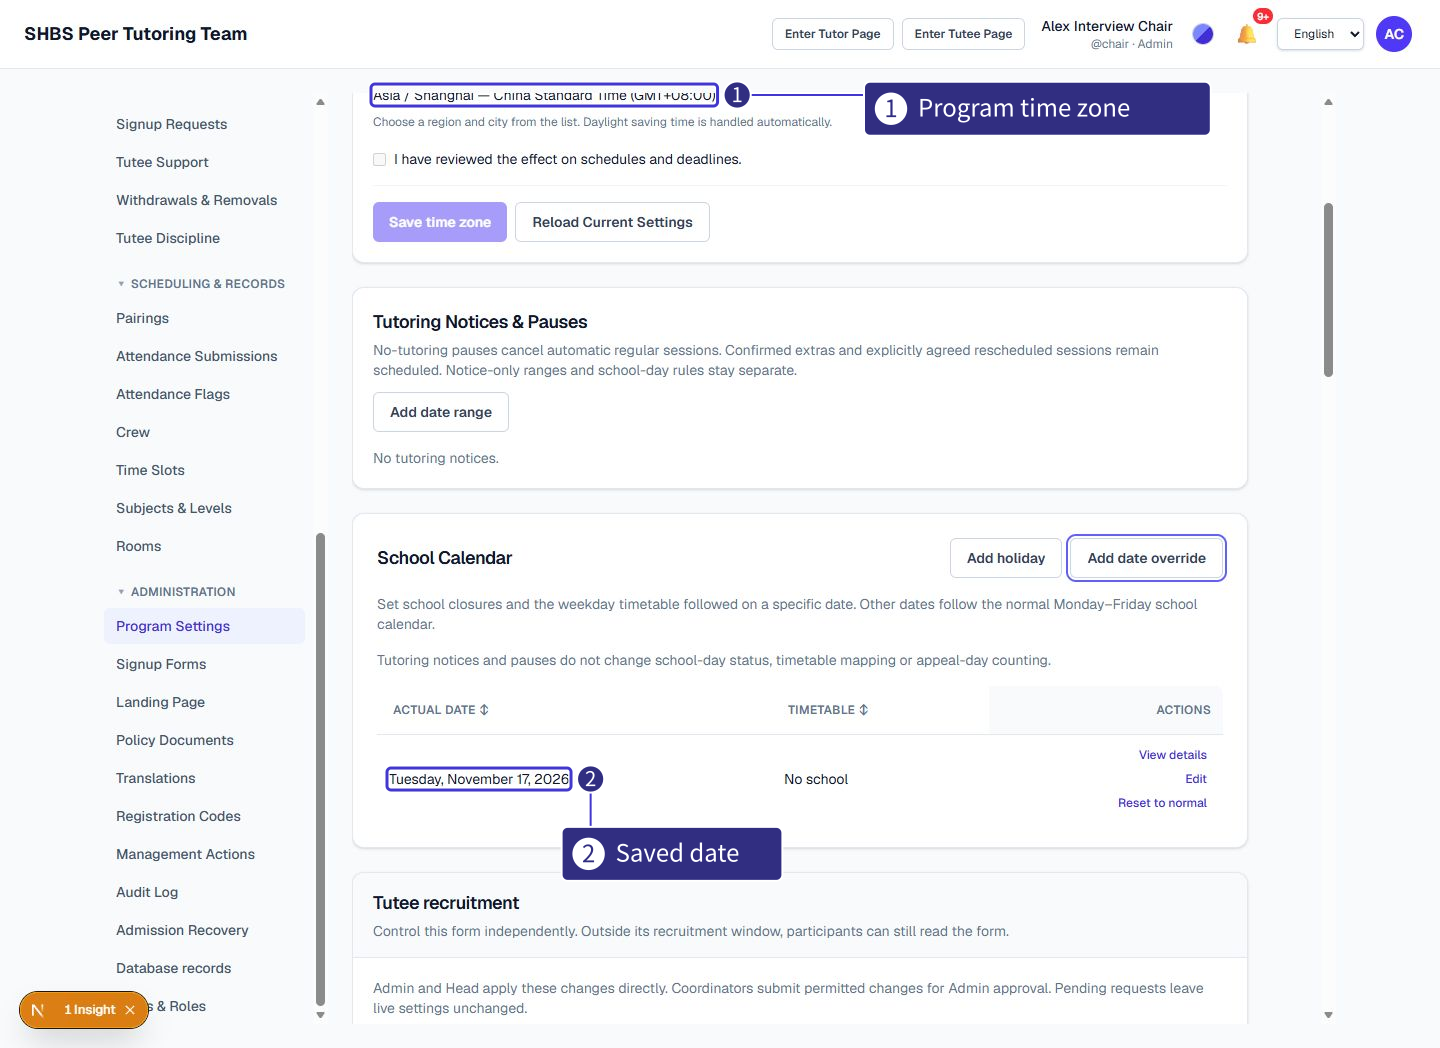 SHBS Peer Tutoring Team
Enter Tutor Page
Enter Tutee Page
Alex Interview Chair
@chair · Admin
9+
English
AC
Signup Requests
Tutee Support
Withdrawals & Removals
Tutee Discipline
SCHEDULING & RECORDS
Pairings
Attendance Submissions
Attendance Flags
Crew
Time Slots
Subjects & Levels
Rooms
ADMINISTRATION
Program Settings
Signup Forms
Landing Page
Policy Documents
Translations
Registration Codes
Management Actions
Audit Log
Admission Recovery
Database records
s & Roles
N 1 Insight ×
Asia / Shanghai — China Standard Time (GMT+08:00)
1
1 Program time zone
Choose a region and city from the list. Daylight saving time is handled automatically.
I have reviewed the effect on schedules and deadlines.
Save time zone
Reload Current Settings
Tutoring Notices & Pauses
No-tutoring pauses cancel automatic regular sessions. Confirmed extras and explicitly agreed rescheduled sessions remain
scheduled. Notice-only ranges and school-day rules stay separate.
Add date range
No tutoring notices.
School Calendar
Add holiday
Add date override
Set school closures and the weekday timetable followed on a specific date. Other dates follow the normal Monday–Friday school
calendar.
Tutoring notices and pauses do not change school-day status, timetable mapping or appeal-day counting.
ACTUAL DATE
TIMETABLE
ACTIONS
Tuesday, November 17, 2026
2
No school
View details
Edit
Reset to normal
2 Saved date
Tutee recruitment
Control this form independently. Outside its recruitment window, participants can still read the form.
Admin and Head apply these changes directly. Coordinators submit permitted changes for Admin approval. Pending requests leave
live settings unchanged.